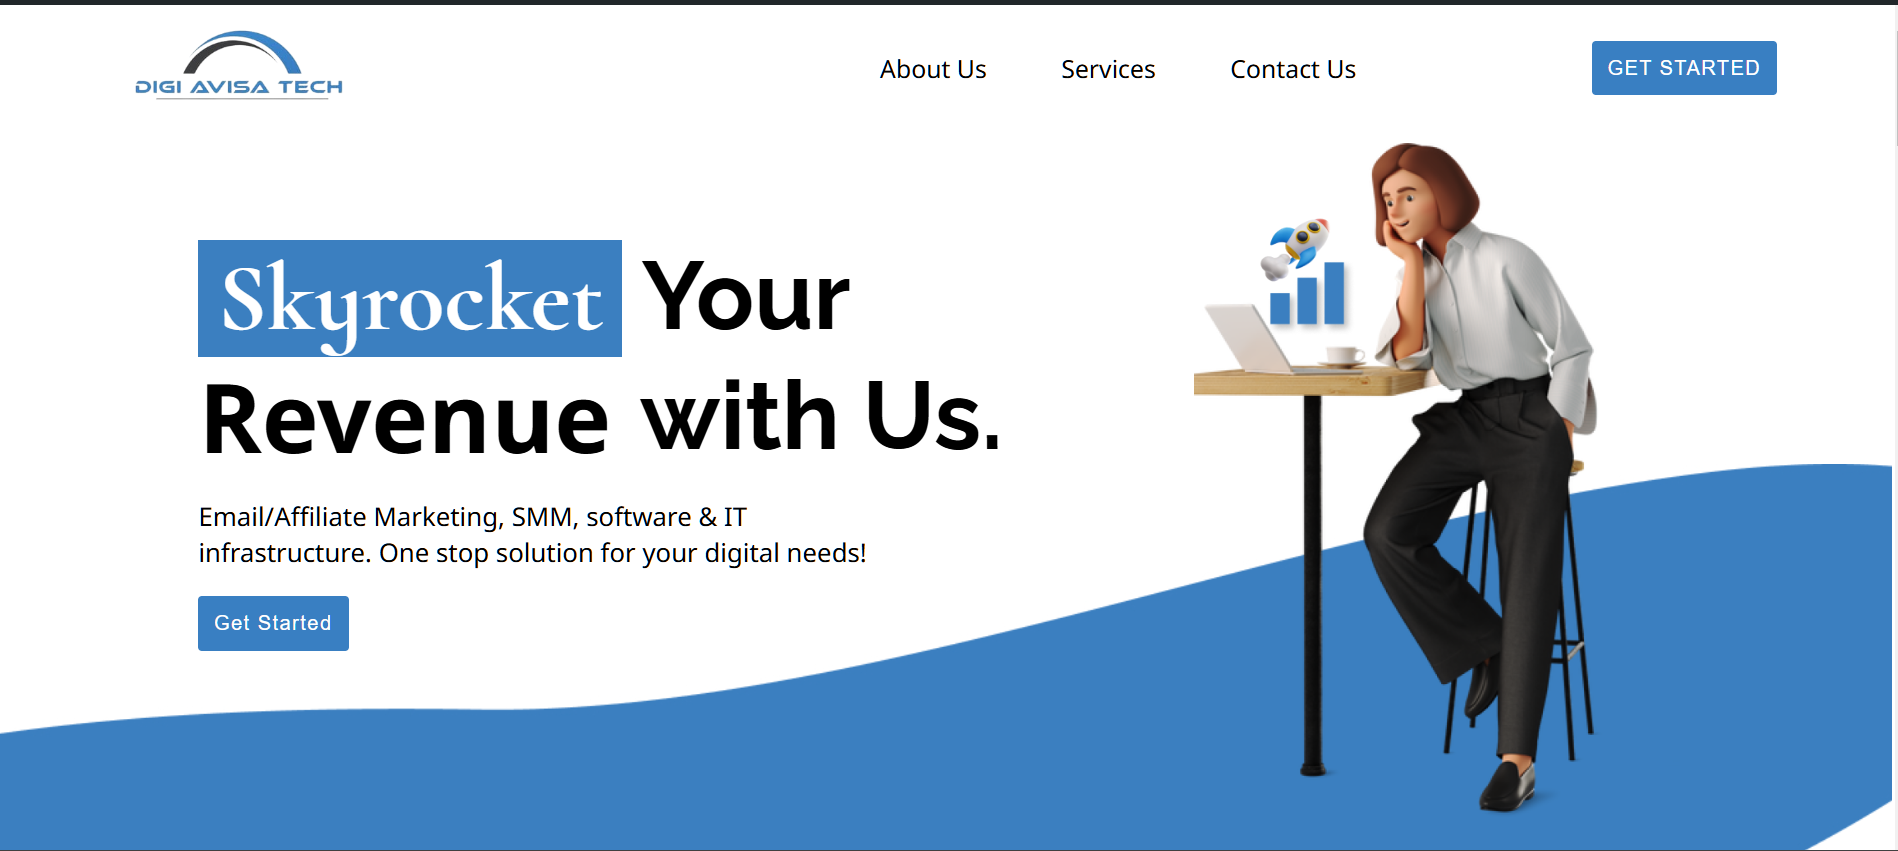 DIGI AVISA TECH
About Us
Services
Contact Us
GET STARTED
Skyrocket Your
Revenue with Us.
Email/Affiliate Marketing, SMM, software & IT
infrastructure. One stop solution for your digital needs!
Get Started